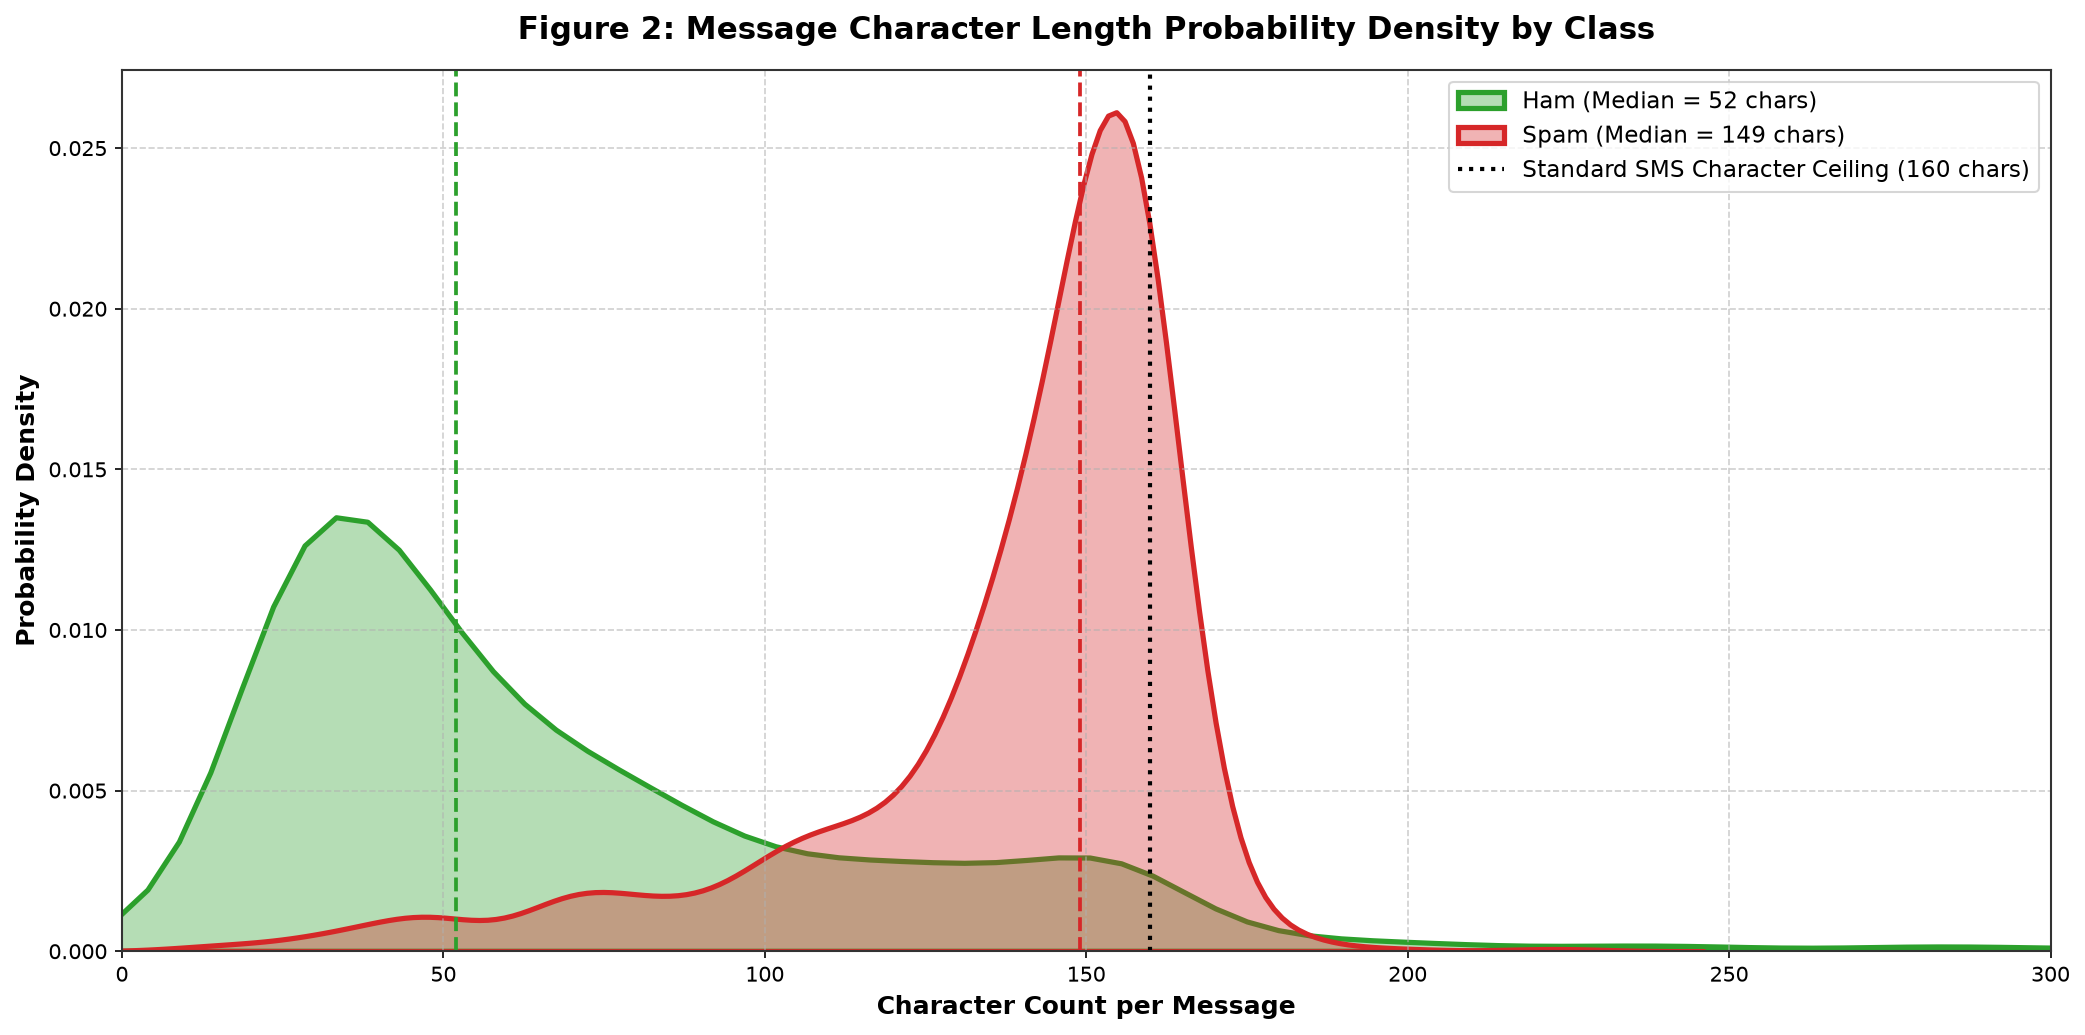 Figure 2: Message Character Length Probability Density by Class
Ham (Median = 52 chars)
Spam (Median = 149 chars)
Standard SMS Character Ceiling (160 chars)
Probability Density
0.025
0.020
0.015
0.010
0.005
0.000
0 50 100 150 200 250 300
Character Count per Message